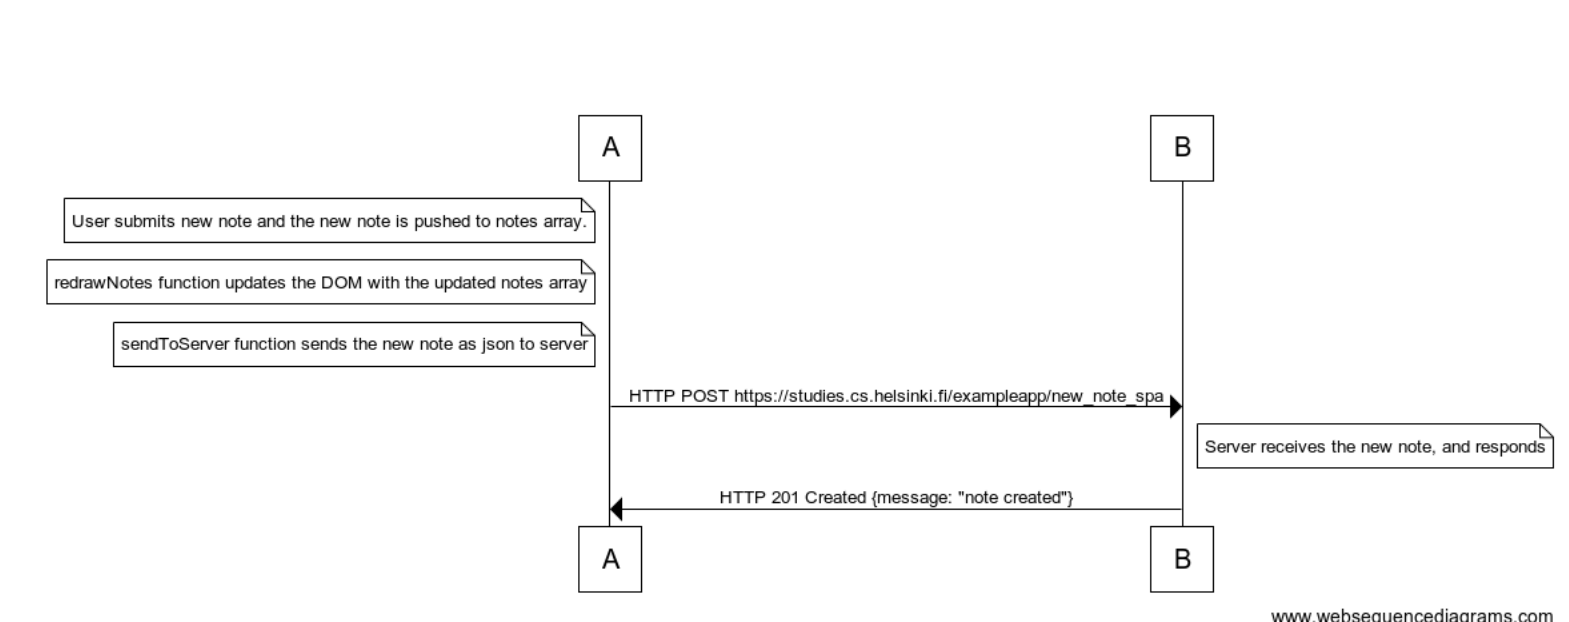 A
B
User submits new note and the new note is pushed to notes array.
redrawNotes function updates the DOM with the updated notes array
sendToServer function sends the new note as json to server
HTTP POST https://studies.cs.helsinki.fi/exampleapp/new_note_spa
Server receives the new note, and responds
HTTP 201 Created {message: "note created"}
A
B
www.websequencediagrams.com